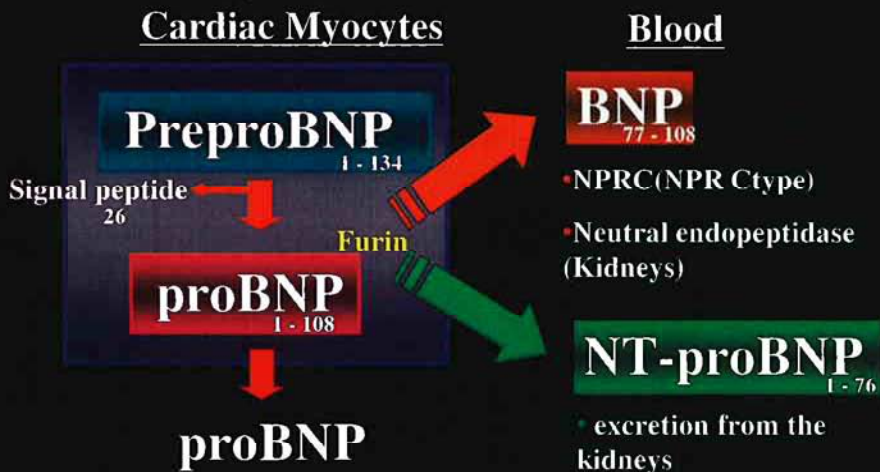 Cardiac Myocytes
PreproBNP
1 - 134
Signal peptide
26
Furin
proBNP
1 - 108
proBNP
Blood
BNP
77 - 108
•NPRC(NPR Ctype)
•Neutral endopeptidase
(Kidneys)
NT-proBNP
1 - 76
• excretion from the
kidneys